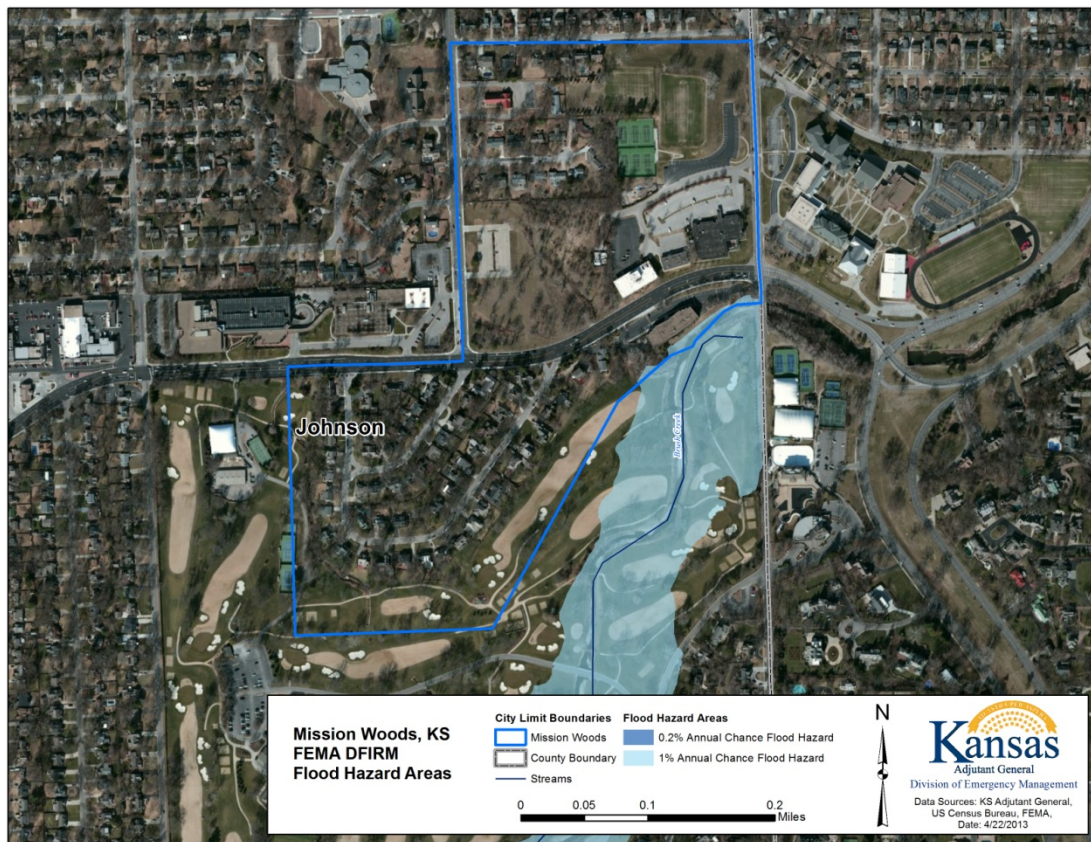 Johnson
Brush Creek
Mission Woods, KS
FEMA DFIRM
Flood Hazard Areas
City Limit Boundaries
Mission Woods
County Boundary
Streams
Flood Hazard Areas
0.2% Annual Chance Flood Hazard
1% Annual Chance Flood Hazard
0 0.05 0.1 0.2
Miles
N
Kansas
Adjutant General
Division of Emergency Management
Data Sources: KS Adjutant General,
US Census Bureau, FEMA,
Date: 4/22/2013